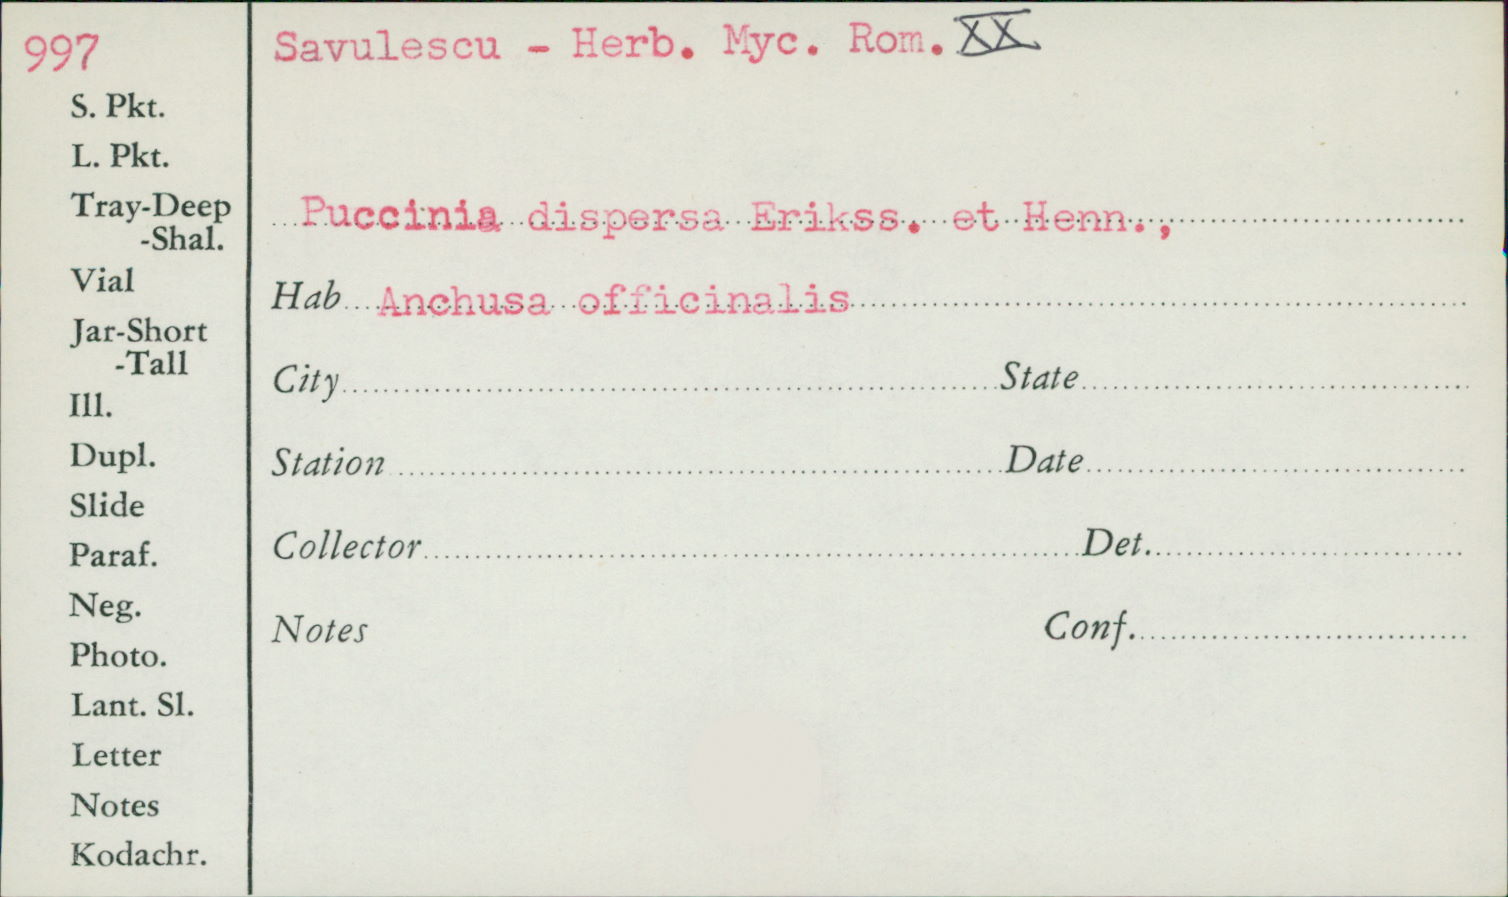 997
Savulescu - Herb. Myc. Rom. XX
S. Pkt.
L. Pkt.
Tray-Deep
-Shal.
Vial
Jar-Short
-Tall
Ill.
Dupl.
Slide
Paraf.
Neg.
Photo.
Lant. Sl.
Letter
Notes
Kodachr.
Puccinia dispersa Erikss. et Henn.,
Hab Anchusa officinalis
City State
Station Date
Collector Det.
Notes Conf.